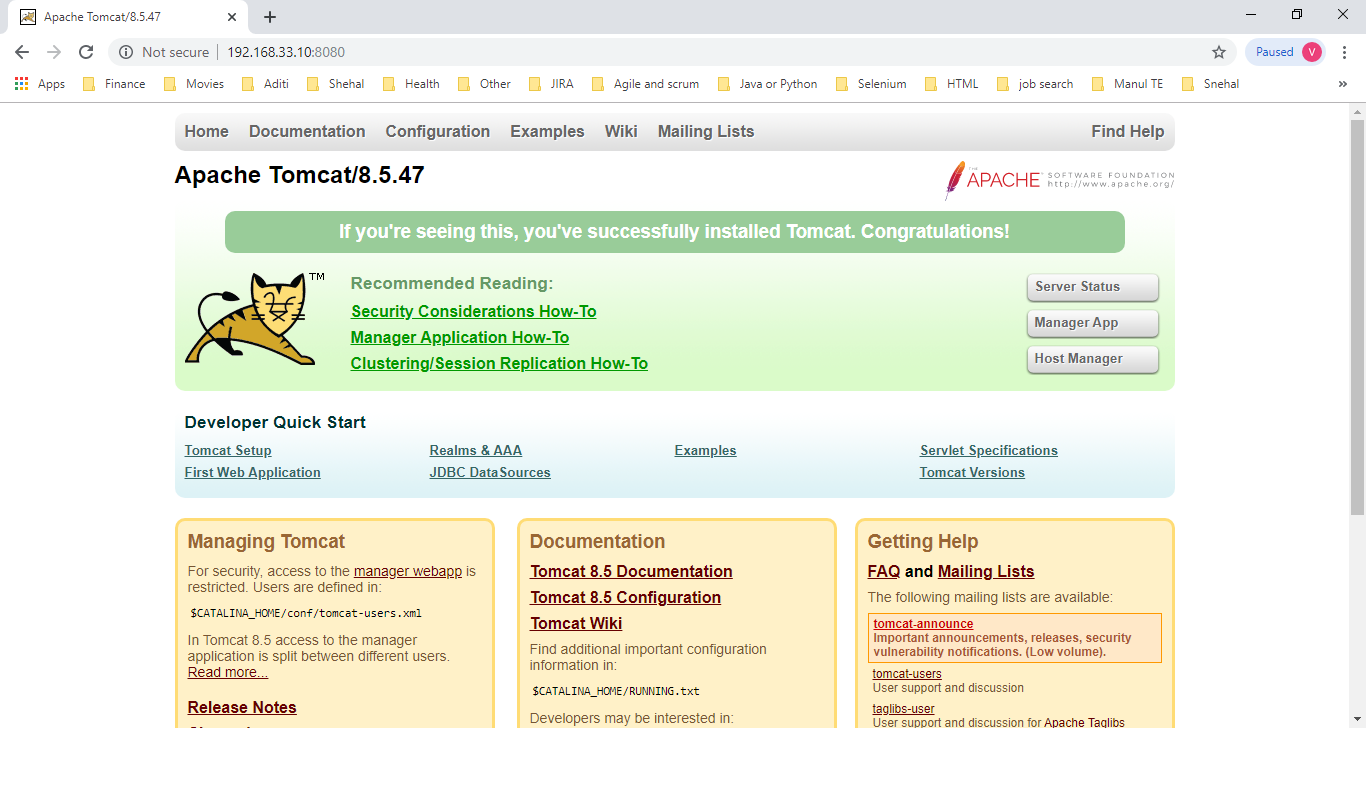 Apache Tomcat/8.5.47
Not secure | 192.168.33.10:8080
Paused V
Apps Finance Movies Aditi Shehal Health Other JIRA Agile and scrum Java or Python Selenium HTML job search Manul TE Snehal »
Home Documentation Configuration Examples Wiki Mailing Lists Find Help
Apache Tomcat/8.5.47
THE APACHE SOFTWARE FOUNDATION
http://www.apache.org/
If you're seeing this, you've successfully installed Tomcat. Congratulations!
TM
Recommended Reading:
Security Considerations How-To
Manager Application How-To
Clustering/Session Replication How-To
Server Status
Manager App
Host Manager
Developer Quick Start
Tomcat Setup
First Web Application
Realms & AAA
JDBC DataSources
Examples
Servlet Specifications
Tomcat Versions
Managing Tomcat
For security, access to the manager webapp is
restricted. Users are defined in:
$CATALINA_HOME/conf/tomcat-users.xml
In Tomcat 8.5 access to the manager
application is split between different users.
Read more...
Release Notes
Documentation
Tomcat 8.5 Documentation
Tomcat 8.5 Configuration
Tomcat Wiki
Find additional important configuration
information in:
$CATALINA_HOME/RUNNING.txt
Developers may be interested in:
Getting Help
FAQ and Mailing Lists
The following mailing lists are available:
tomcat-announce
Important announcements, releases, security
vulnerability notifications. (Low volume).
tomcat-users
User support and discussion
taglibs-user
User support and discussion for Apache Taglibs